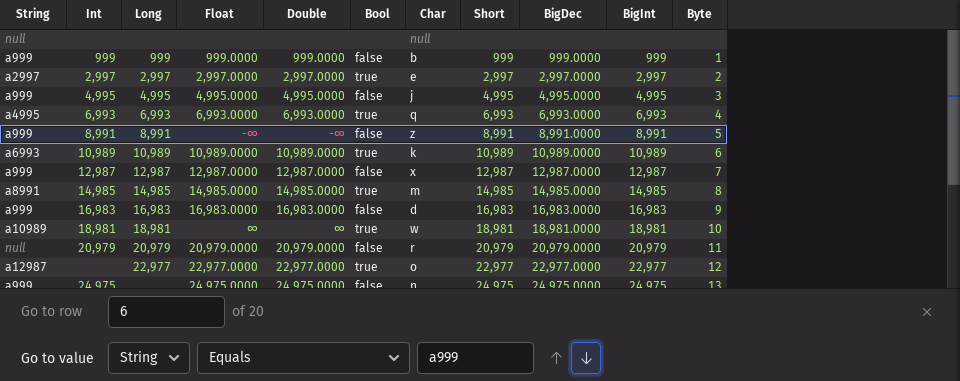 String Int Long Float Double Bool Char Short BigDec BigInt Byte
null null
a999 999 999 999.0000 999.0000 false b 999 999.0000 999 1
a2997 2,997 2,997 2,997.0000 2,997.0000 true e 2,997 2,997.0000 2,997 2
a999 4,995 4,995 4,995.0000 4,995.0000 false j 4,995 4,995.0000 4,995 3
a4995 6,993 6,993 6,993.0000 6,993.0000 true q 6,993 6,993.0000 6,993 4
a999 8,991 8,991 -∞ -∞ false z 8,991 8,991.0000 8,991 5
a6993 10,989 10,989 10,989.0000 10,989.0000 true k 10,989 10,989.0000 10,989 6
a999 12,987 12,987 12,987.0000 12,987.0000 false x 12,987 12,987.0000 12,987 7
a8991 14,985 14,985 14,985.0000 14,985.0000 true m 14,985 14,985.0000 14,985 8
a999 16,983 16,983 16,983.0000 16,983.0000 false d 16,983 16,983.0000 16,983 9
a10989 18,981 18,981 ∞ ∞ true w 18,981 18,981.0000 18,981 10
null 20,979 20,979 20,979.0000 20,979.0000 false r 20,979 20,979.0000 20,979 11
a12987 22,977 22,977.0000 22,977.0000 true o 22,977 22,977.0000 22,977 12
a999 24,975 24,975.0000 24,975.0000 false n 24,975 24,975.0000 24,975 13
Go to row 6 of 20
Go to value String Equals a999